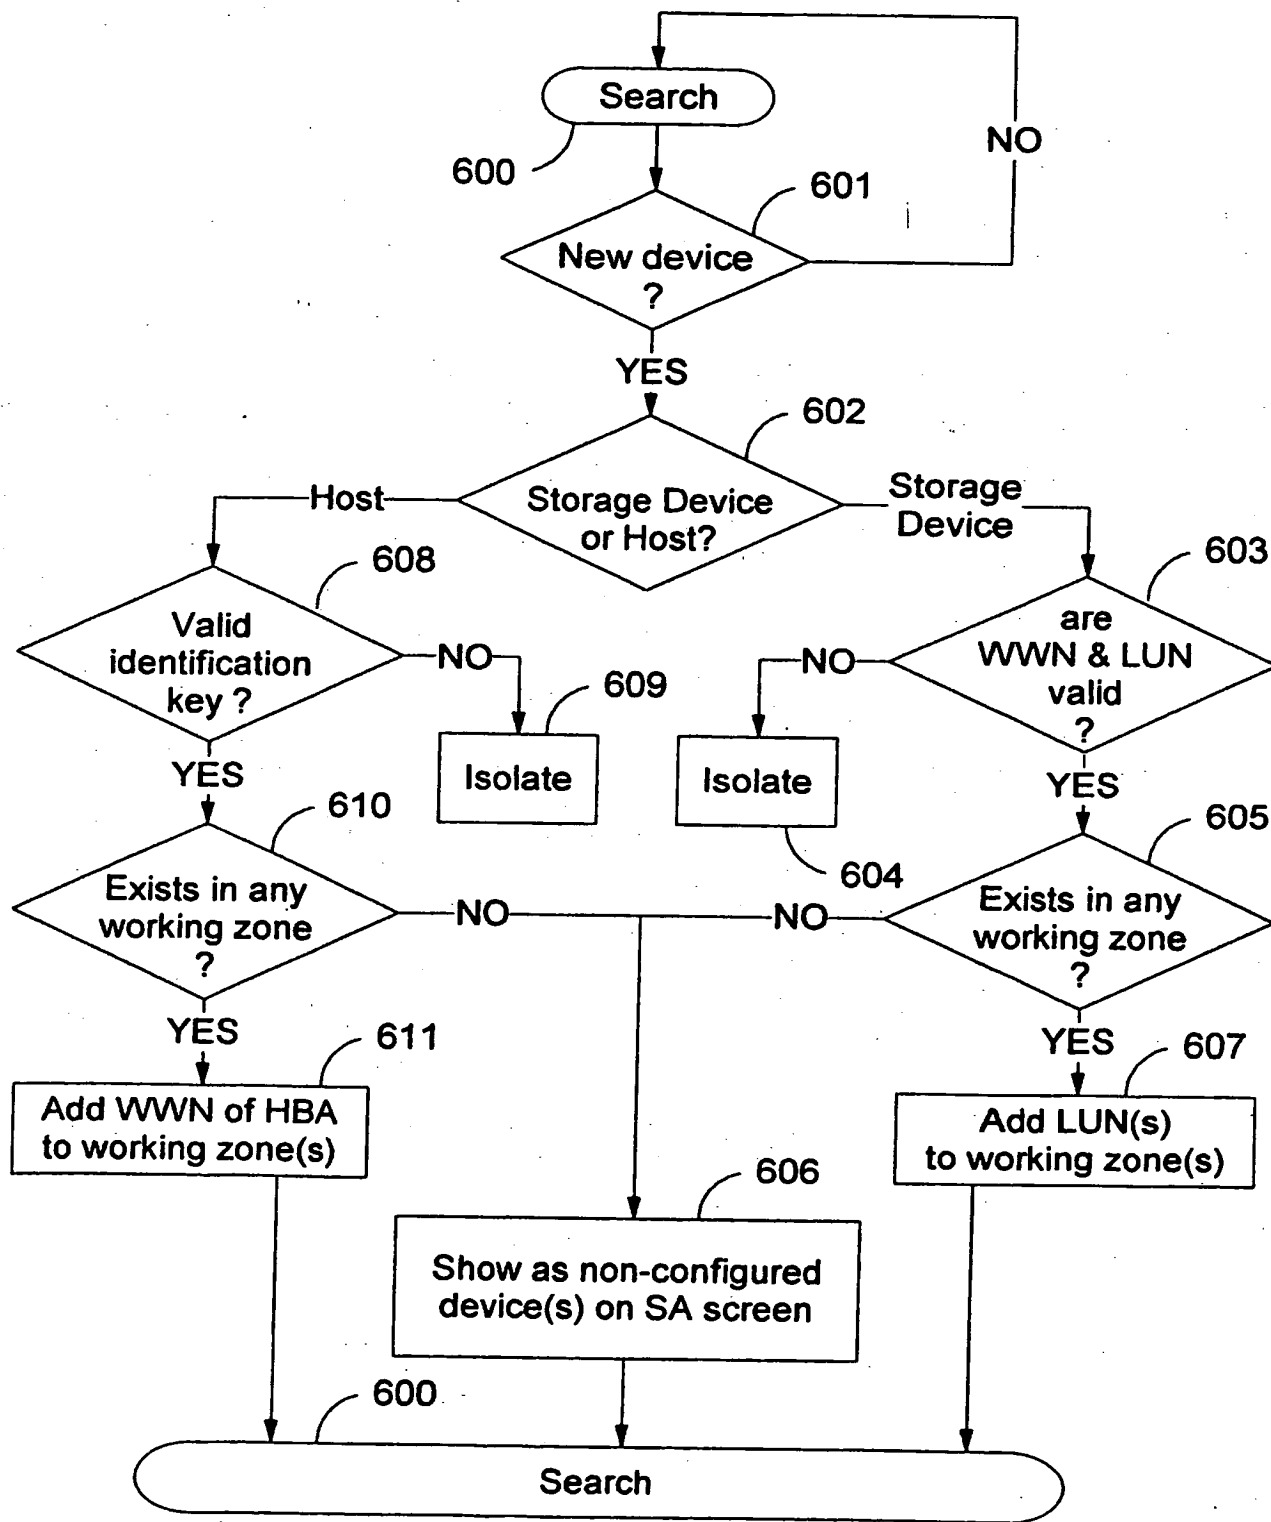 Search
600
NO
601
New device
?
YES
602
Storage Device
or Host?
Host
Storage
Device
608
Valid
identification
key ?
603
are
WWN & LUN
valid
?
NO
609
Isolate
NO
Isolate
604
YES
YES
610
Exists in any
working zone
?
NO
605
Exists in any
working zone
?
NO
YES
YES
611
Add WWN of HBA
to working zone(s)
607
Add LUN(s)
to working zone(s)
606
Show as non-configured
device(s) on SA screen
600
Search